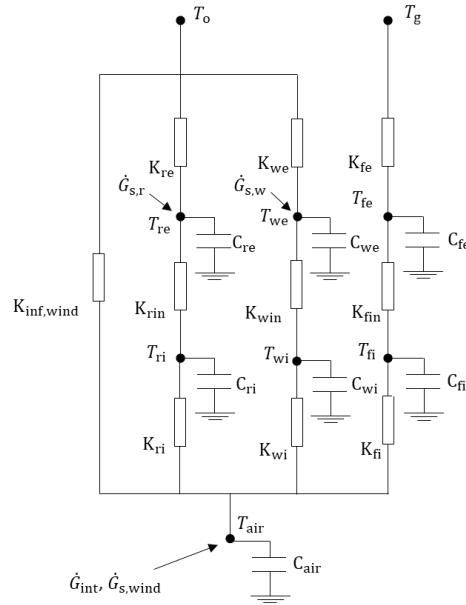 T_o T_g
K_re K_we K_fe
Ġ_s,r Ġ_s,w
T_re C_re T_we C_we T_fe C_fe
K_inf,wind K_rin K_win K_fin
T_ri C_ri T_wi C_wi T_fi C_fi
K_ri K_wi K_fi
T_air
Ġ_int, Ġ_s,wind C_air